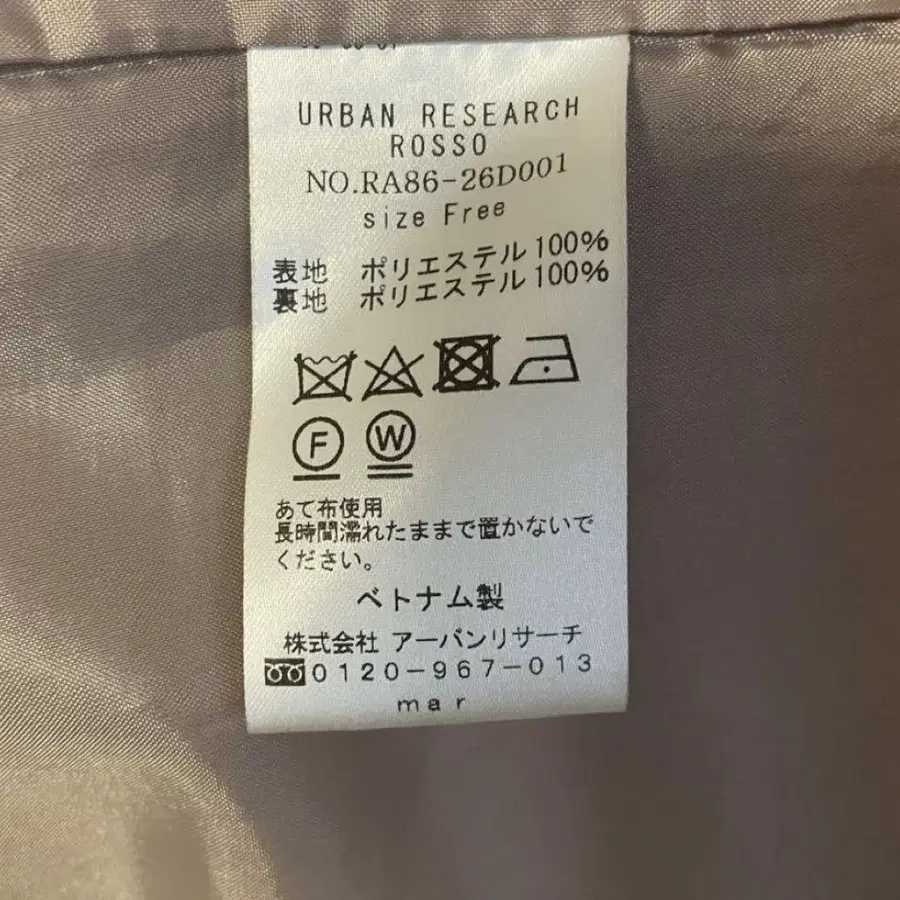 URBAN RESEARCH
ROSSO
NO.RA86-26D001
size Free
表地 ポリエステル100%
裏地 ポリエステル100%
F W
あて布使用
長時間濡れたままで置かないで
ください。
ベトナム製
株式会社 アーバンリサーチ
0120-967-013
mar